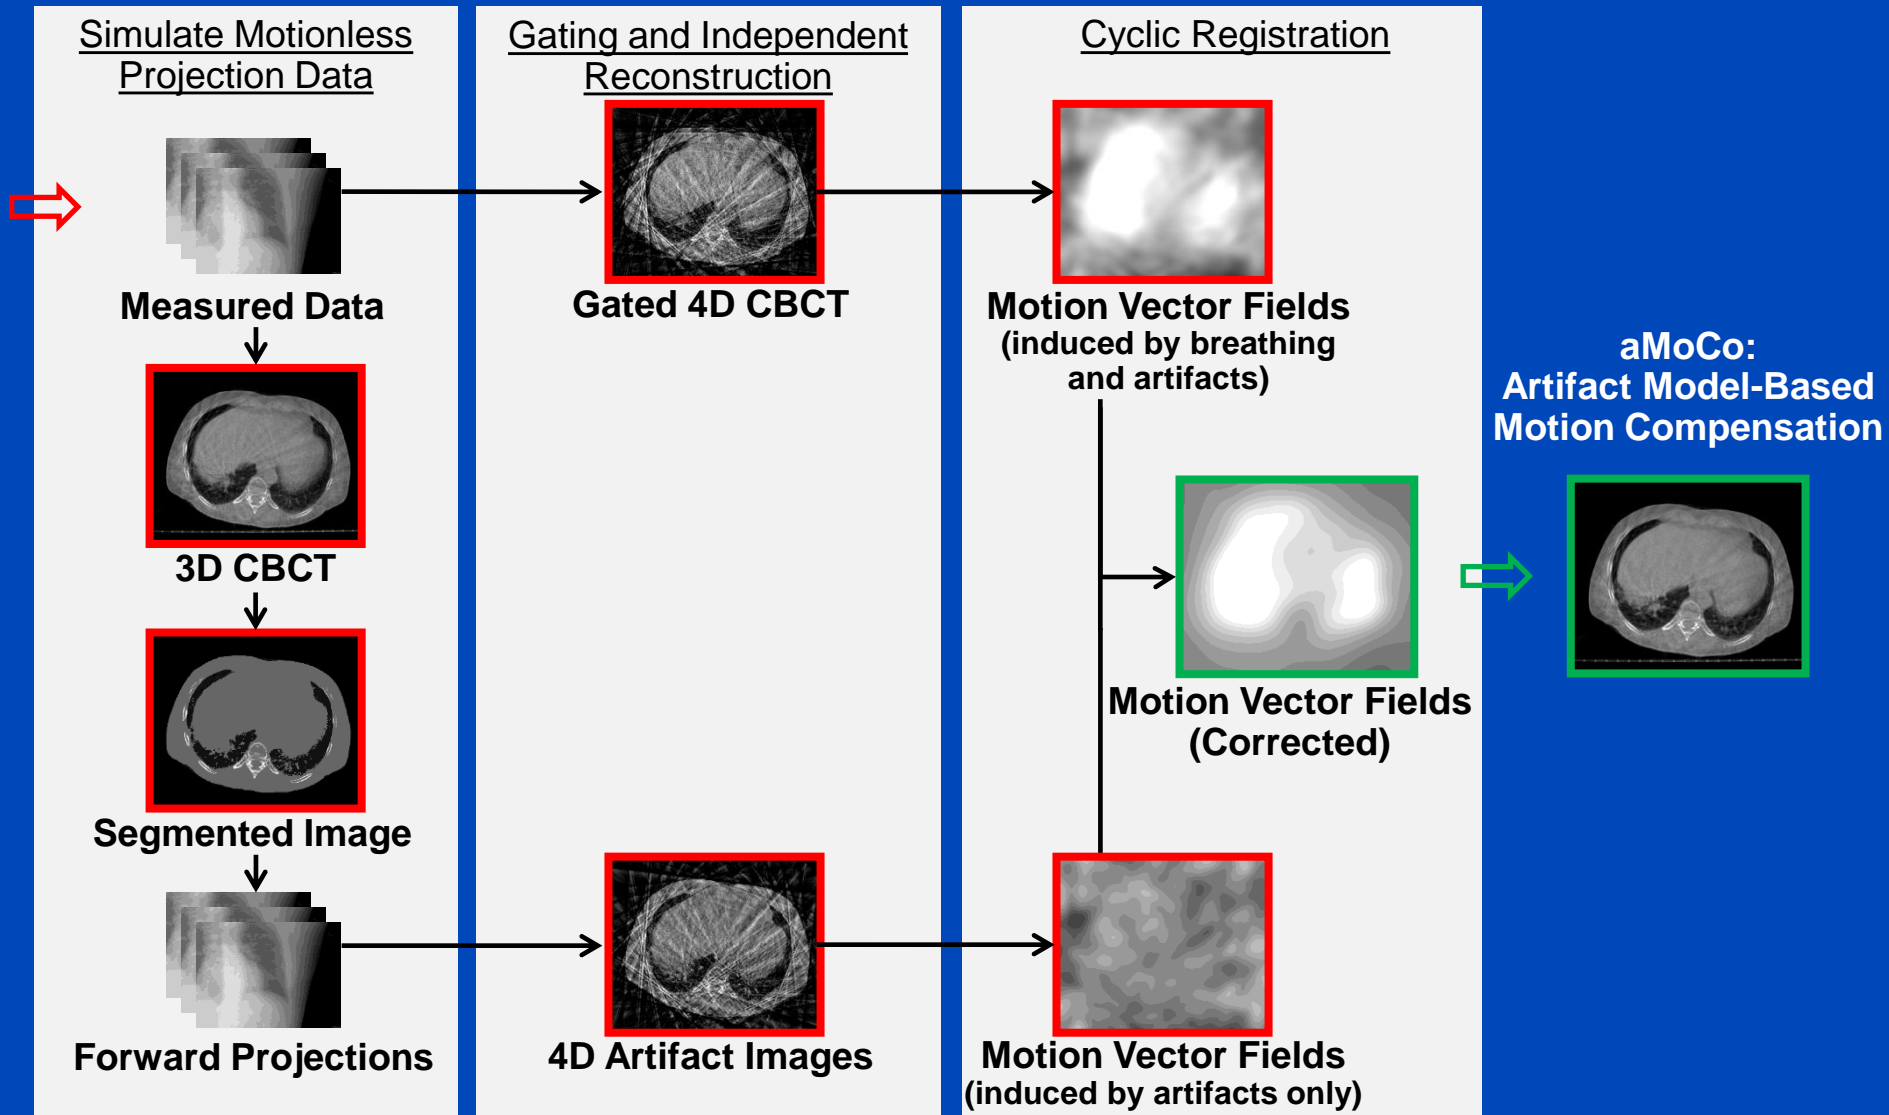 Simulate Motionless
Projection Data
Measured Data
3D CBCT
Segmented Image
Forward Projections
Gating and Independent
Reconstruction
Gated 4D CBCT
4D Artifact Images
Cyclic Registration
Motion Vector Fields
(induced by breathing
and artifacts)
Motion Vector Fields
(Corrected)
Motion Vector Fields
(induced by artifacts only)
aMoCo:
Artifact Model-Based
Motion Compensation